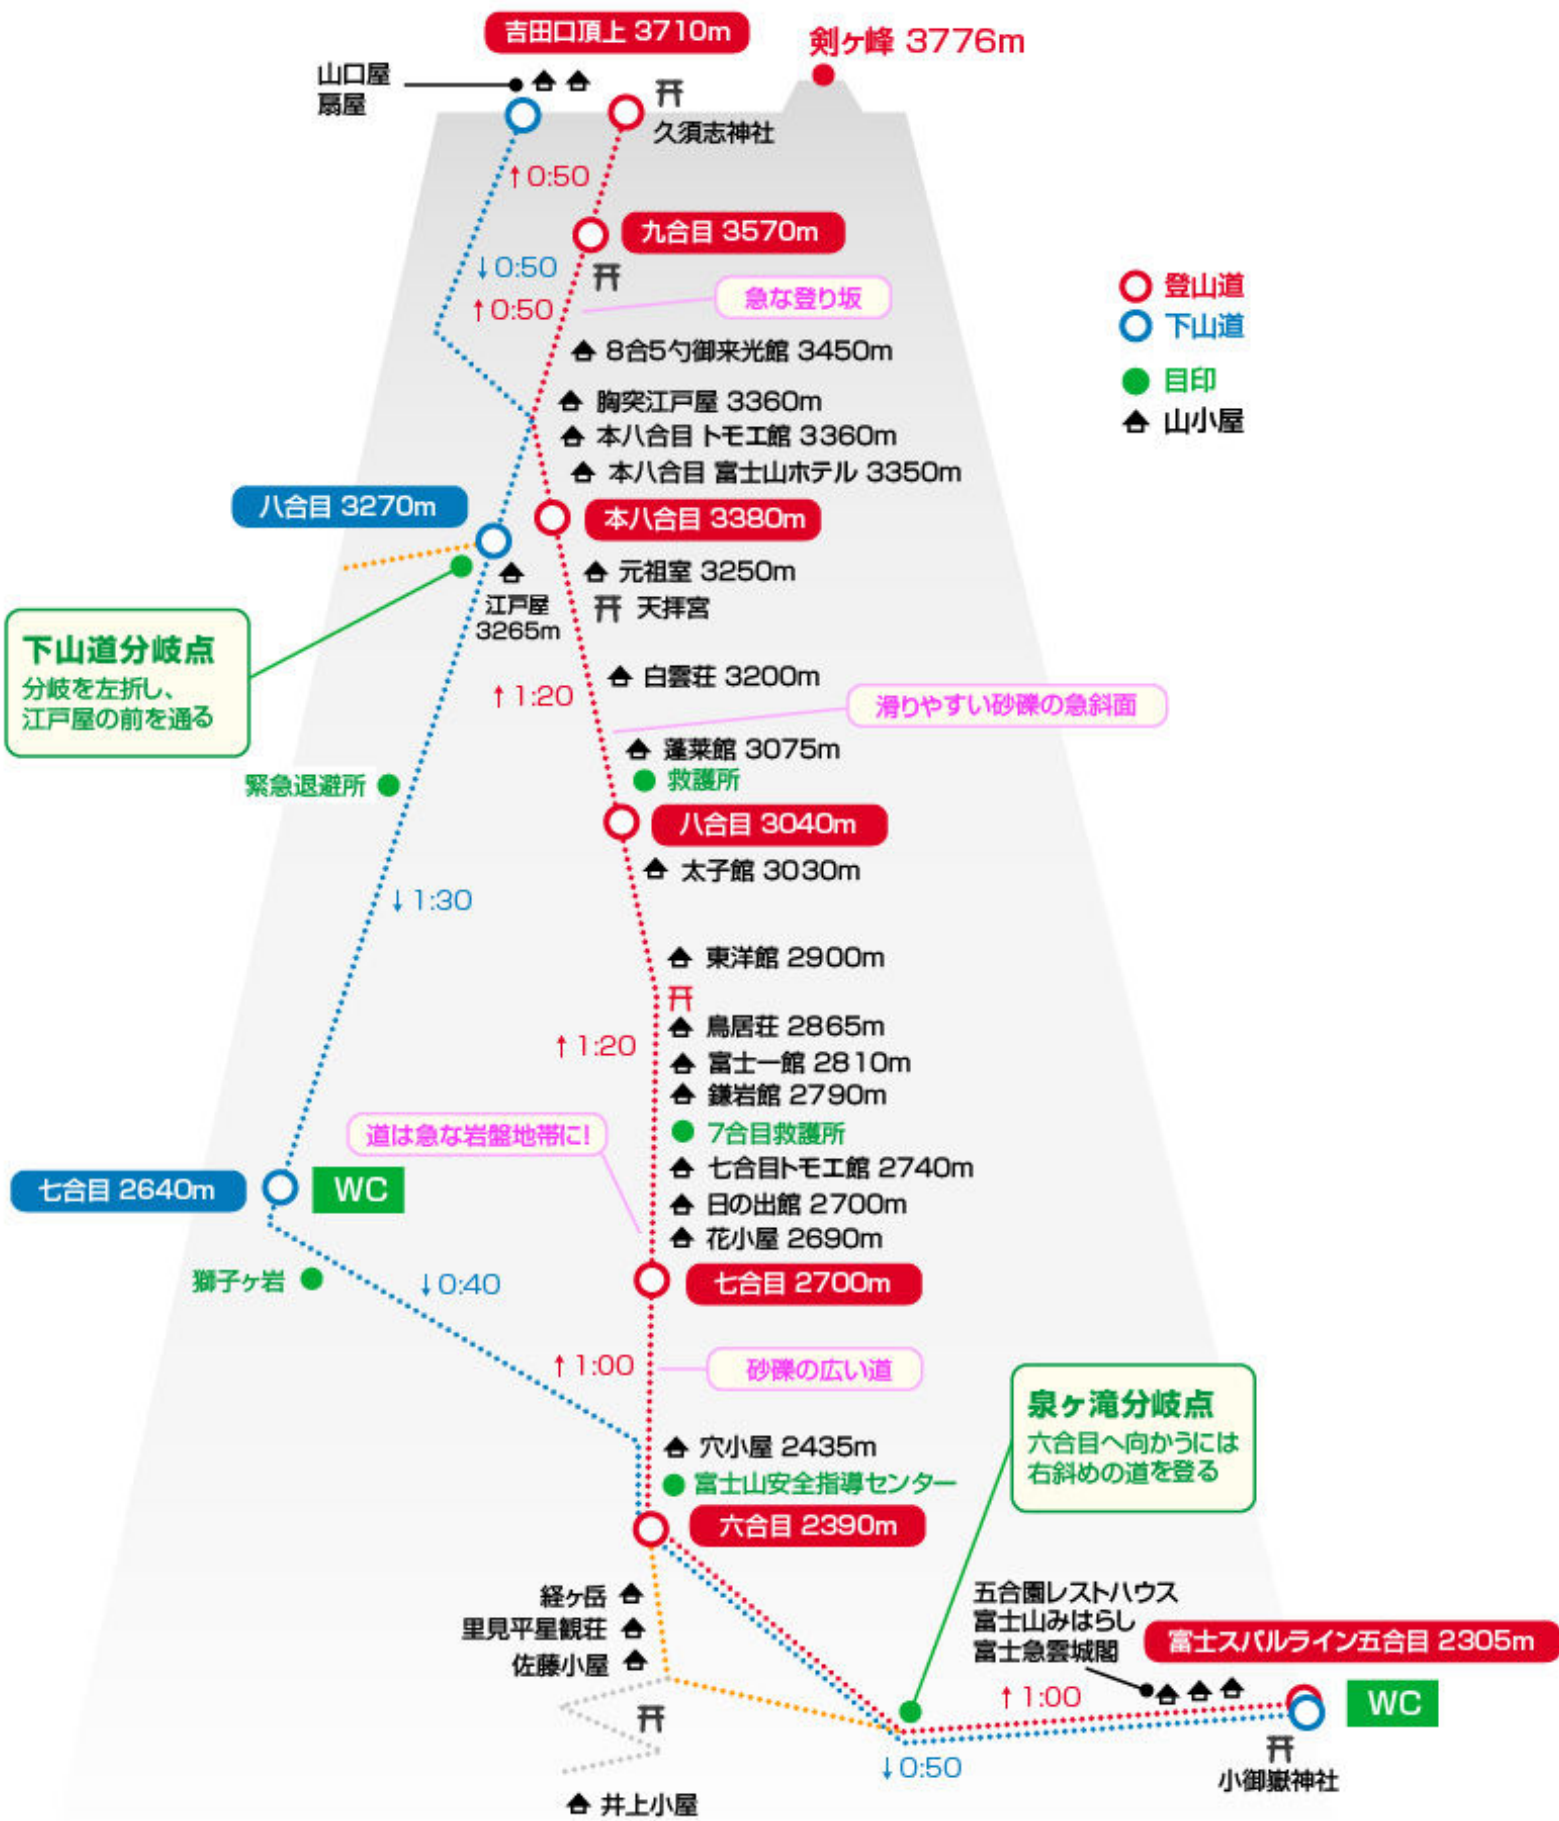 吉田口頂上 3710m
剣ヶ峰 3776m
山口屋
扇屋
久須志神社
↑0:50
九合目 3570m
↓0:50
↑0:50
急な登り坂
登山道
下山道
目印
山小屋
8合5勺御来光館 3450m
胸突江戸屋 3360m
本八合目 トモエ館 3360m
本八合目 富士山ホテル 3350m
八合目 3270m
本八合目 3380m
元祖室 3250m
江戸屋
3265m
天拝宮
下山道分岐点
分岐を左折し、
江戸屋の前を通る
白雲荘 3200m
↑1:20
滑りやすい砂礫の急斜面
蓬莱館 3075m
緊急退避所
救護所
八合目 3040m
太子館 3030m
↓1:30
東洋館 2900m
鳥居荘 2865m
↑1:20
富士一館 2810m
鎌岩館 2790m
道は急な岩盤地帯に!
7合目救護所
七合目トモエ館 2740m
七合目 2640m
WC
日の出館 2700m
花小屋 2690m
獅子ヶ岩
↓0:40
七合目 2700m
↑1:00
砂礫の広い道
泉ヶ滝分岐点
六合目へ向かうには
右斜めの道を登る
穴小屋 2435m
富士山安全指導センター
六合目 2390m
経ヶ岳
里見平星観荘
佐藤小屋
五合園レストハウス
富士山みはらし
富士急雲城閣
富士スバルライン五合目 2305m
↑1:00
WC
↓0:50
小御嶽神社
井上小屋